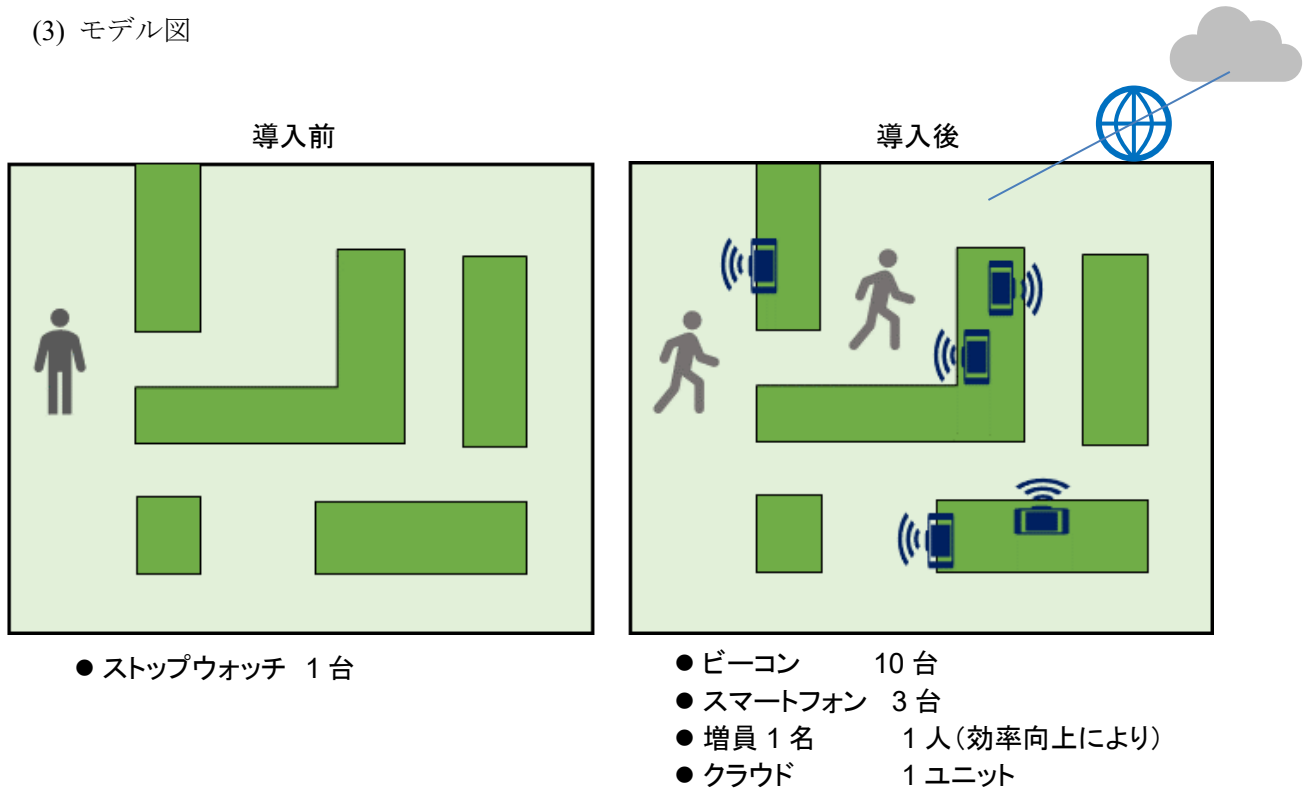 (3) モデル図
導入前
導入後
● ストップウォッチ 1 台
● ビーコン 10 台
● スマートフォン 3 台
● 増員 1 名 1 人（効率向上により）
● クラウド 1 ユニット